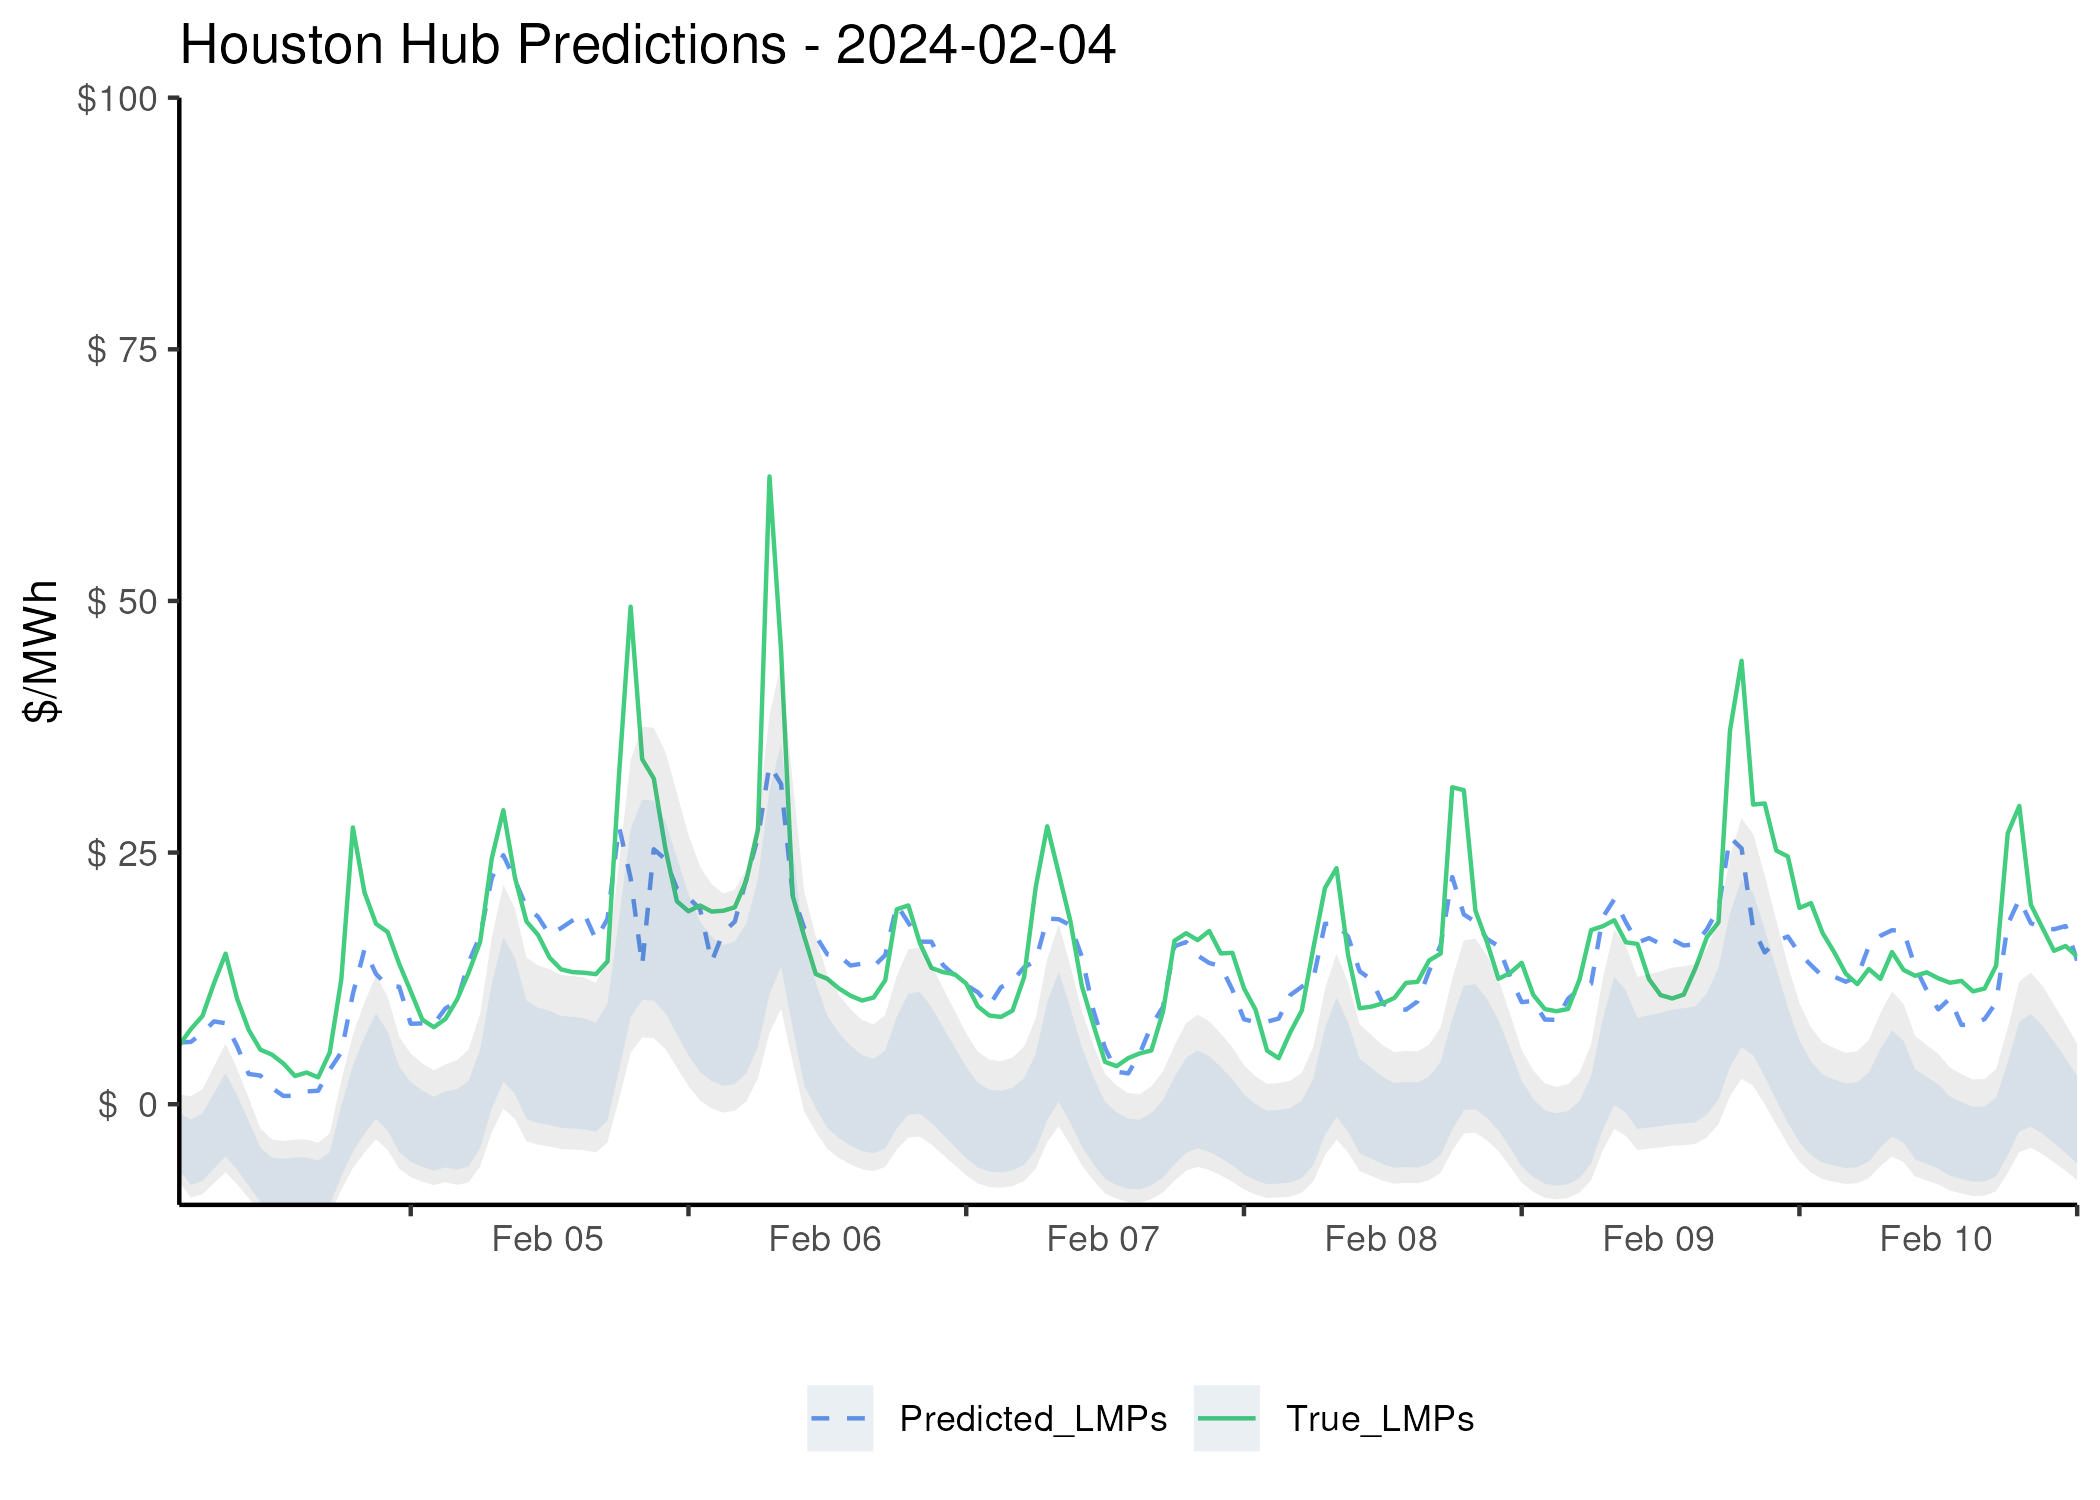 Houston Hub Predictions - 2024-02-04
$100
$ 75
$ 50
$ 25
$ 0
$/MWh
Feb 05 Feb 06 Feb 07 Feb 08 Feb 09 Feb 10
Predicted_LMPs True_LMPs